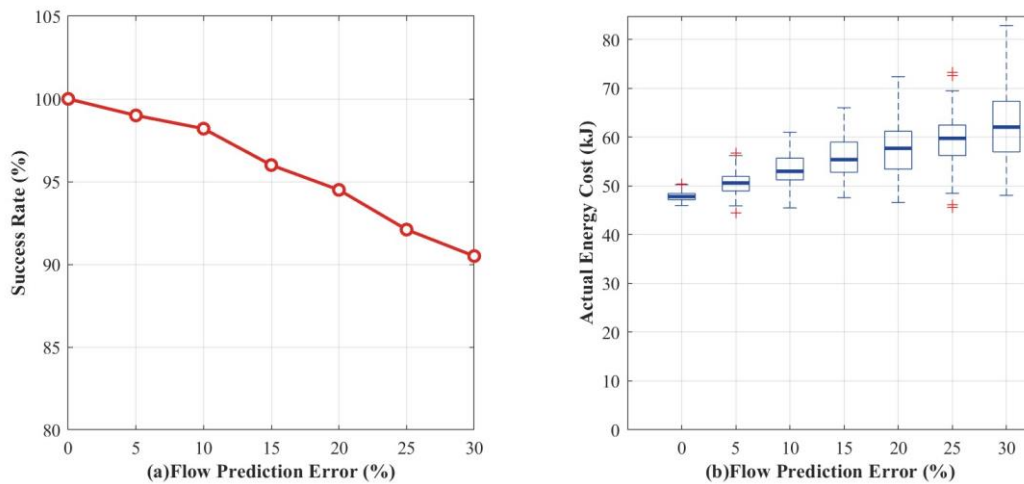 105
100
95
90
85
80
Success Rate (%)
0 5 10 15 20 25 30
(a)Flow Prediction Error (%)
80
70
60
50
40
30
20
10
0
Actual Energy Cost (kJ)
0 5 10 15 20 25 30
(b)Flow Prediction Error (%)